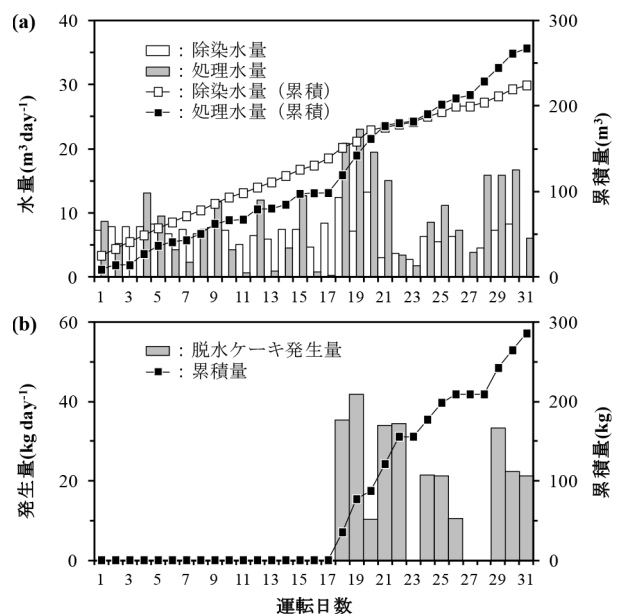 (a)
40
30
20
10
0
水量(m³ day⁻¹)
: 除染水量
: 処理水量
: 除染水量（累積）
: 処理水量（累積）
300
200
100
0
累積量(m³)
1 3 5 7 9 11 13 15 17 19 21 23 25 27 29 31
(b)
60
40
20
0
発生量(kg day⁻¹)
: 脱水ケーキ発生量
: 累積量
300
200
100
0
累積量(kg)
1 3 5 7 9 11 13 15 17 19 21 23 25 27 29 31
運転日数